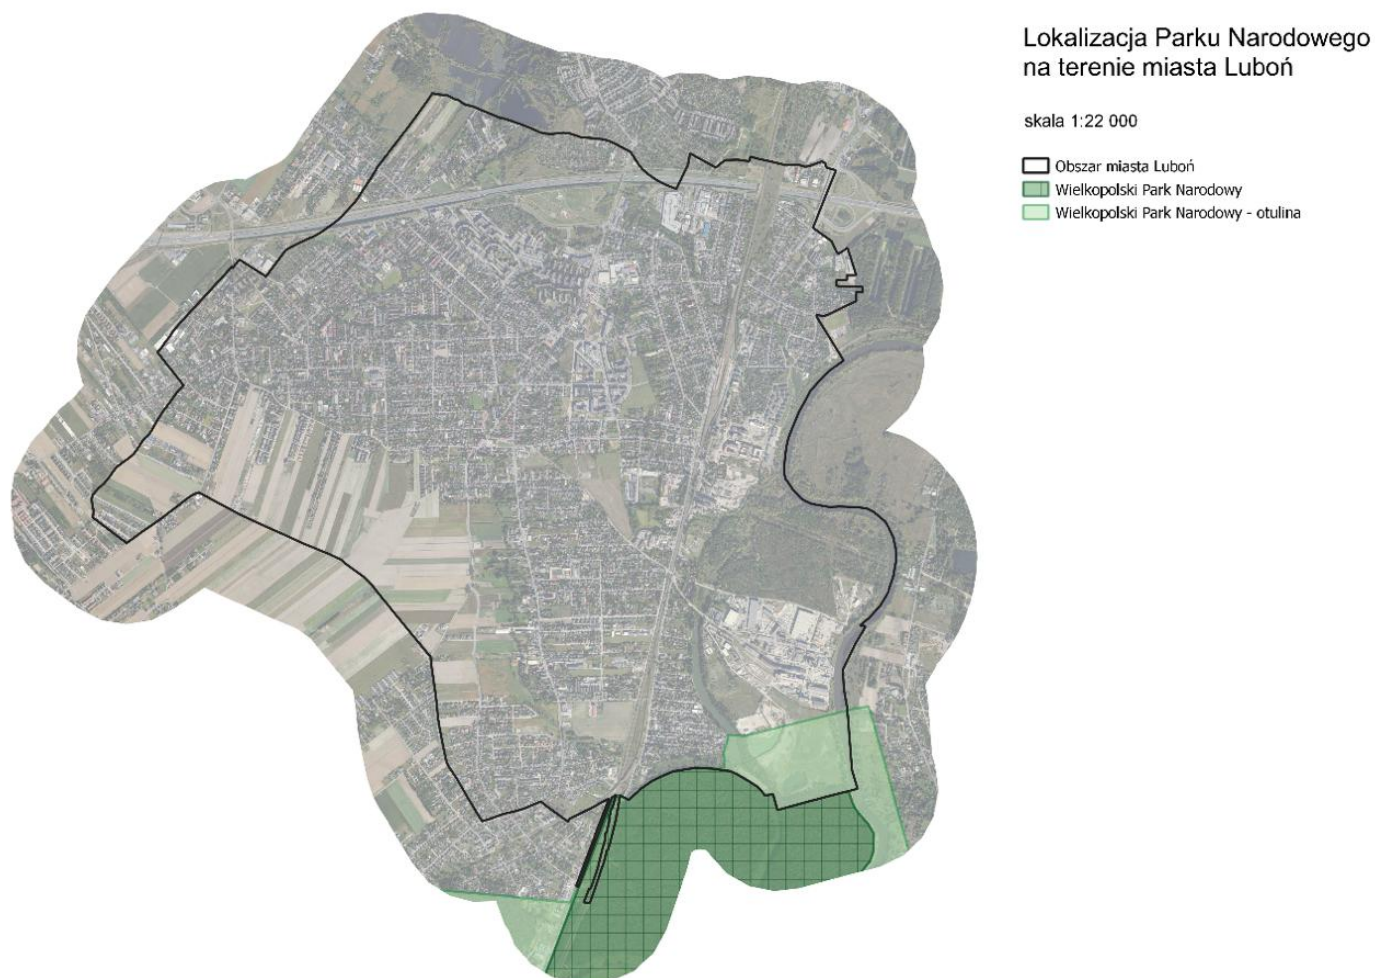 Lokalizacja Parku Narodowego
na terenie miasta Luboń
skala 1:22 000
Obszar miasta Luboń
Wielkopolski Park Narodowy
Wielkopolski Park Narodowy - otulina